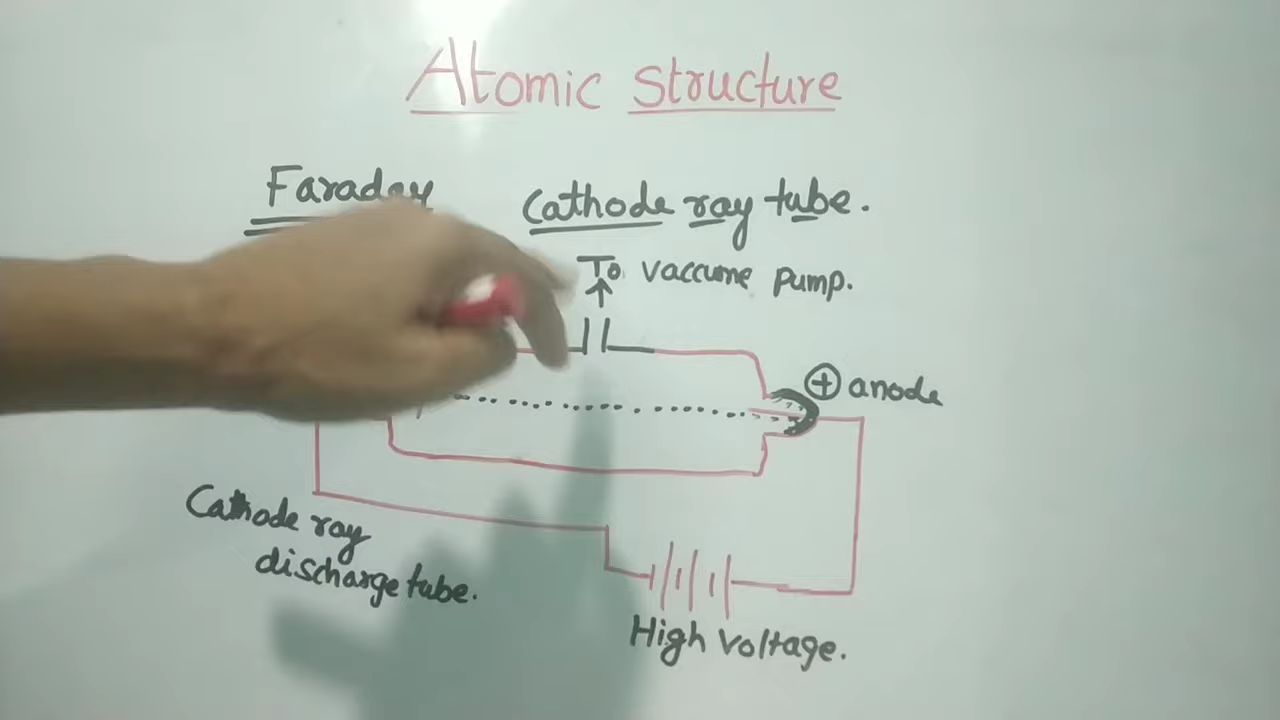 Atomic Structure
Faraday
Cathode ray tube.
To vaccume pump.
+ anode
Cathode ray
discharge tube.
High Voltage.